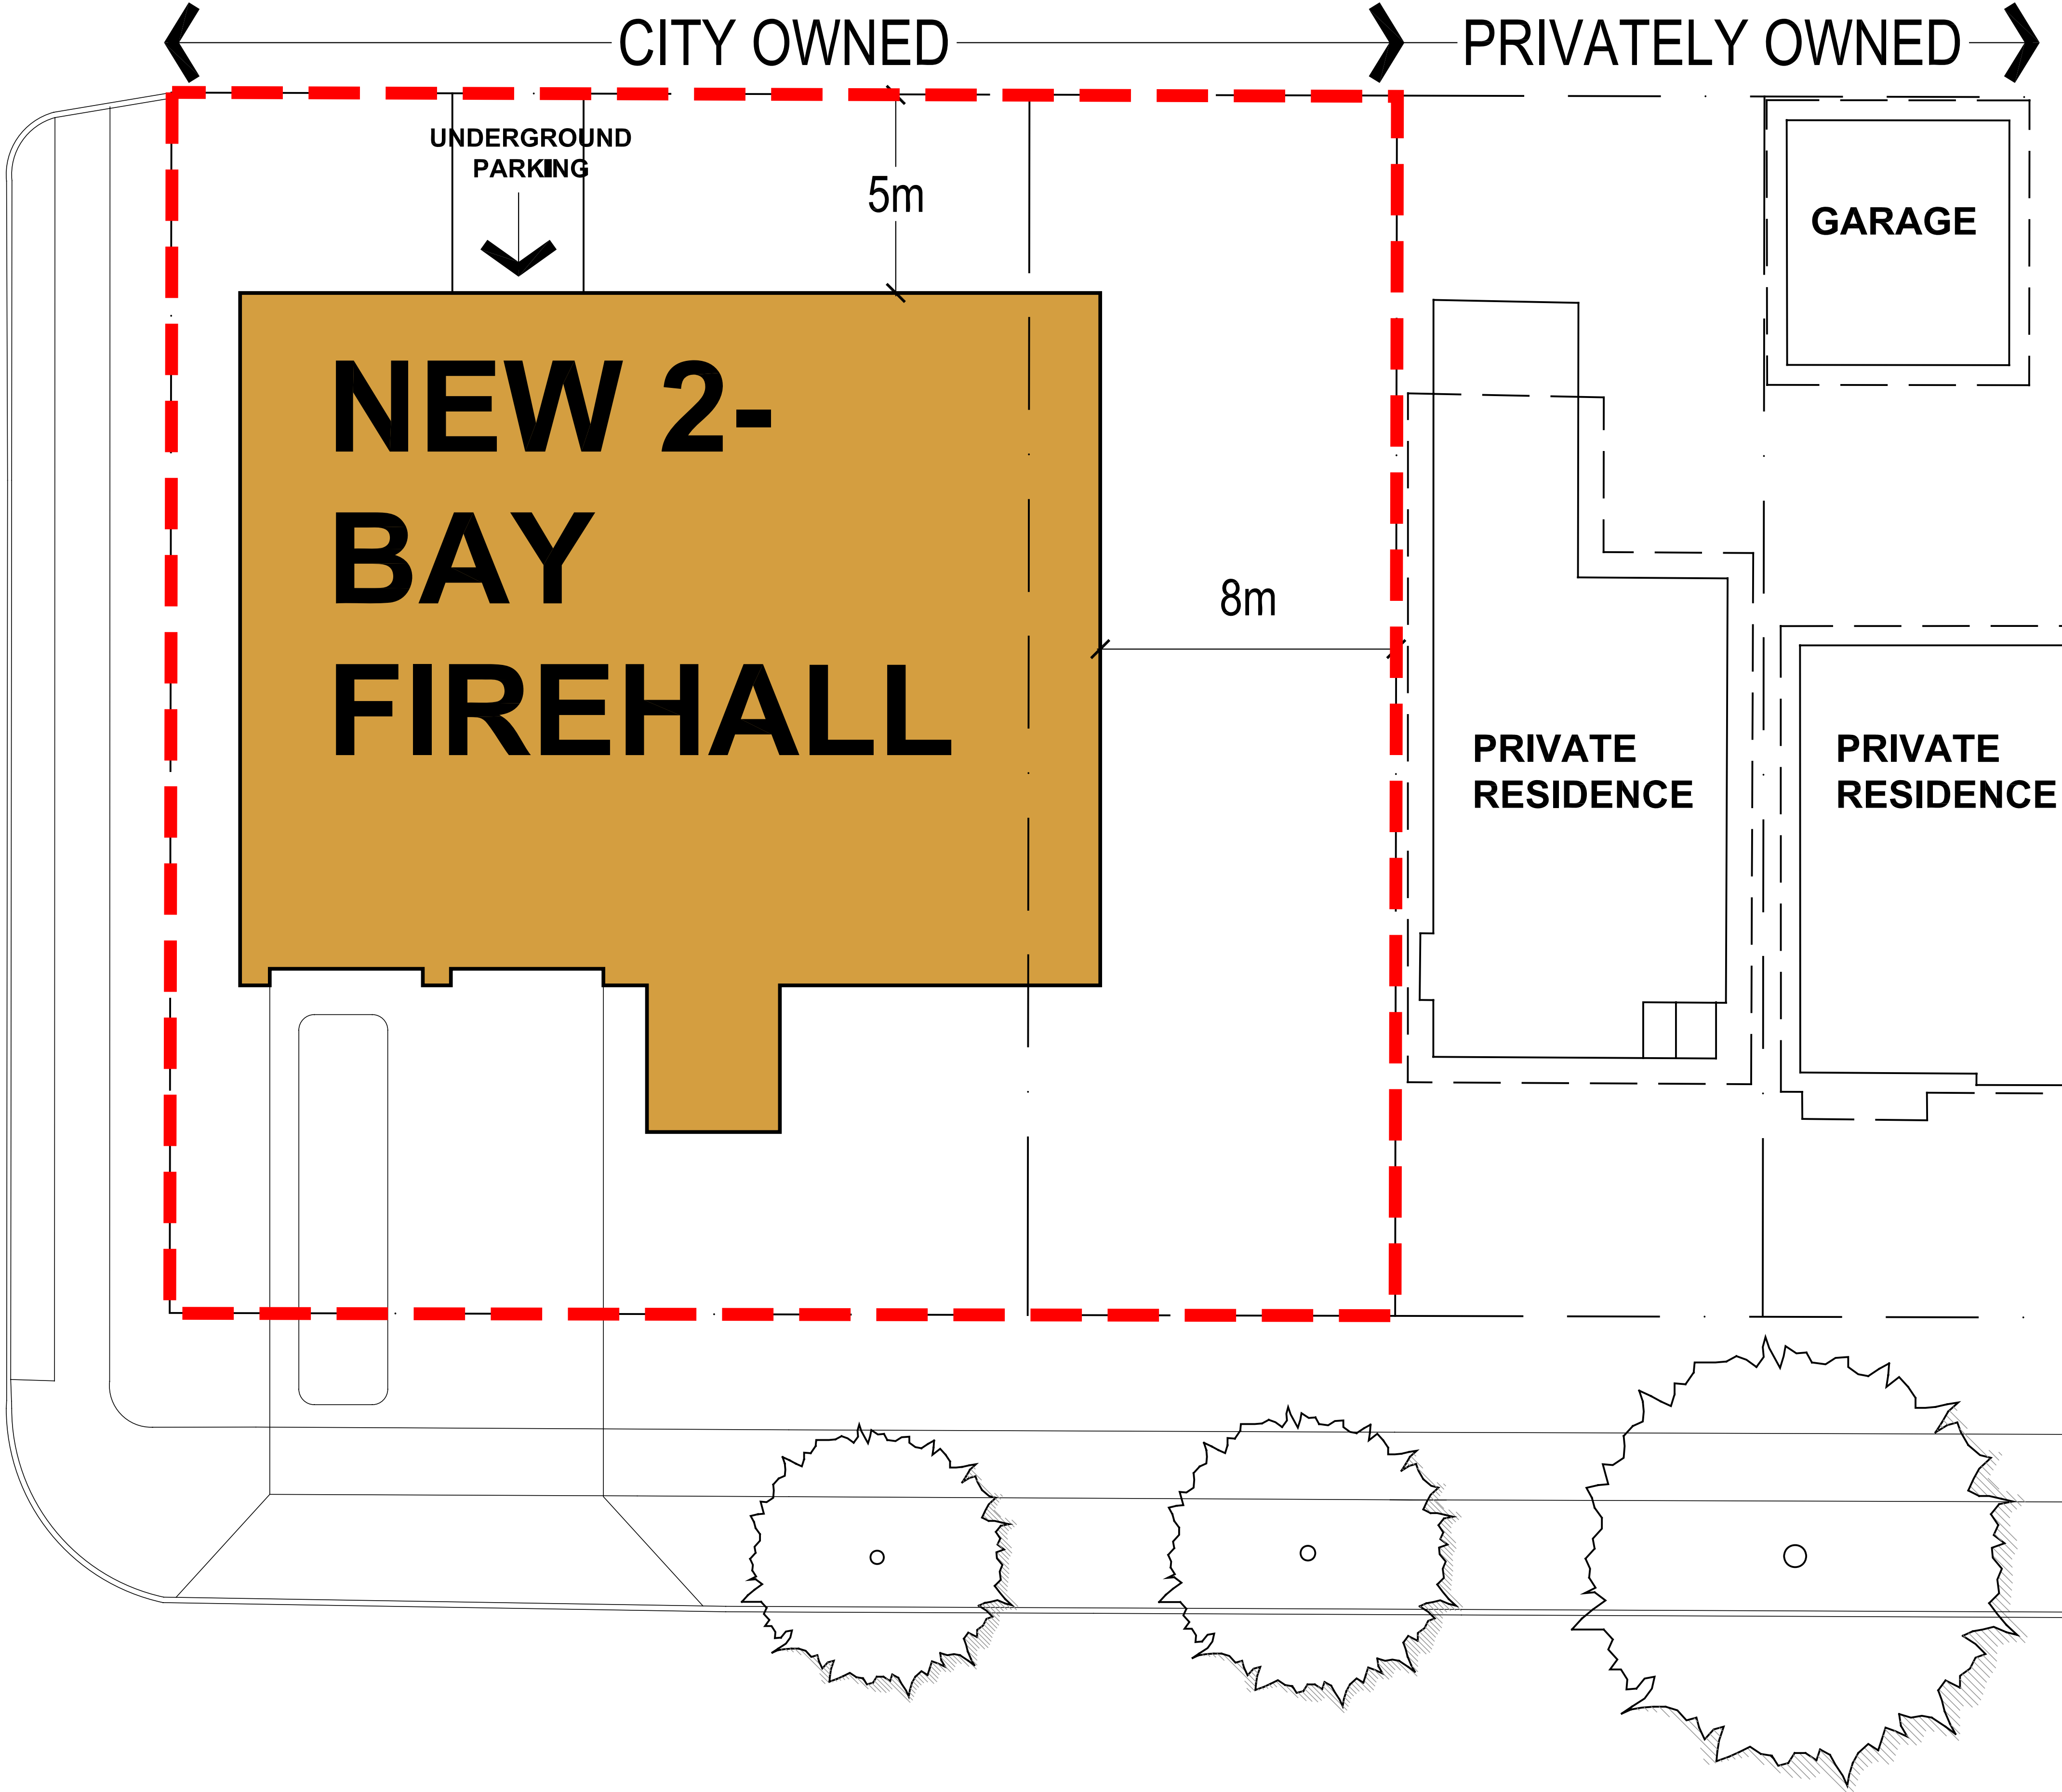 CITY OWNED
PRIVATELY OWNED
UNDERGROUND
PARKING
5m
GARAGE
NEW 2-
BAY
FIREHALL
8m
PRIVATE
RESIDENCE
PRIVATE
RESIDENCE